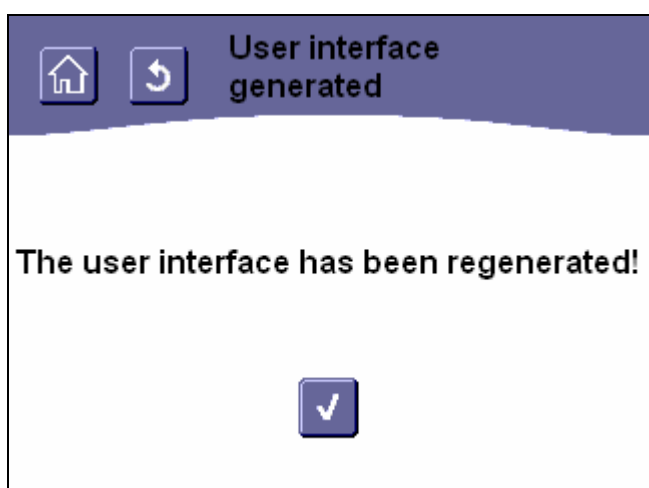 User interface
generated
The user interface has been regenerated!